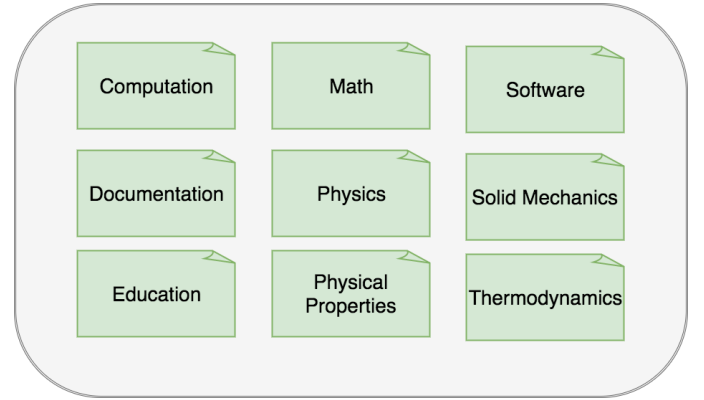 Computation
Math
Software
Documentation
Physics
Solid Mechanics
Education
Physical
Properties
Thermodynamics